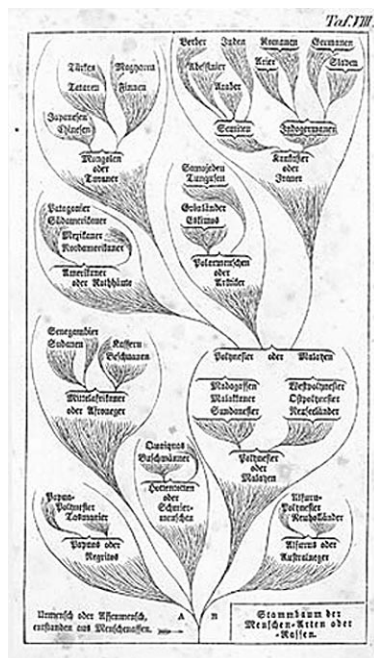 Taf. VIII.
Berber Juden Romanen Germanen
Arier Slaven
Abessinier
Araber
Semiten Indogermanen
Kaukasier
oder
Iraner
Türken Magyaren
Tataren Finnen
Japanesen
Chinesen
Mongolen
oder
Turaner
Samojeden
Tungusen
Grönländer
Eskimos
Polarmenschen
oder
Arktiker
Patagonier
Südamerikaner
Mexikaner
Nordamerikaner
Amerikaner
oder Rothhäute
Polynesier oder Malayen
Senegambier
Sudanen Kaffern
Beschuanen
Mittelafrikaner
oder Afroneger
Madagassen Westpolynesier
Malakkaner Ostpolynesier
Sundanesier Neuseeländer
Polynesier
oder
Malayen
Quaiquas
Buschmänner
Hottentotten
oder
Schmier-
menschen
Papua-
Polynesier
Tasmanier
Papuas oder
Negritos
Alfuru-
Polynesier
Neuholländer
Alfurus oder
Australneger
Urmensch oder Affenmensch,
entstanden aus Menschenaffen.
A B
Stammbaum der
Menschen-Arten oder
-Rassen.